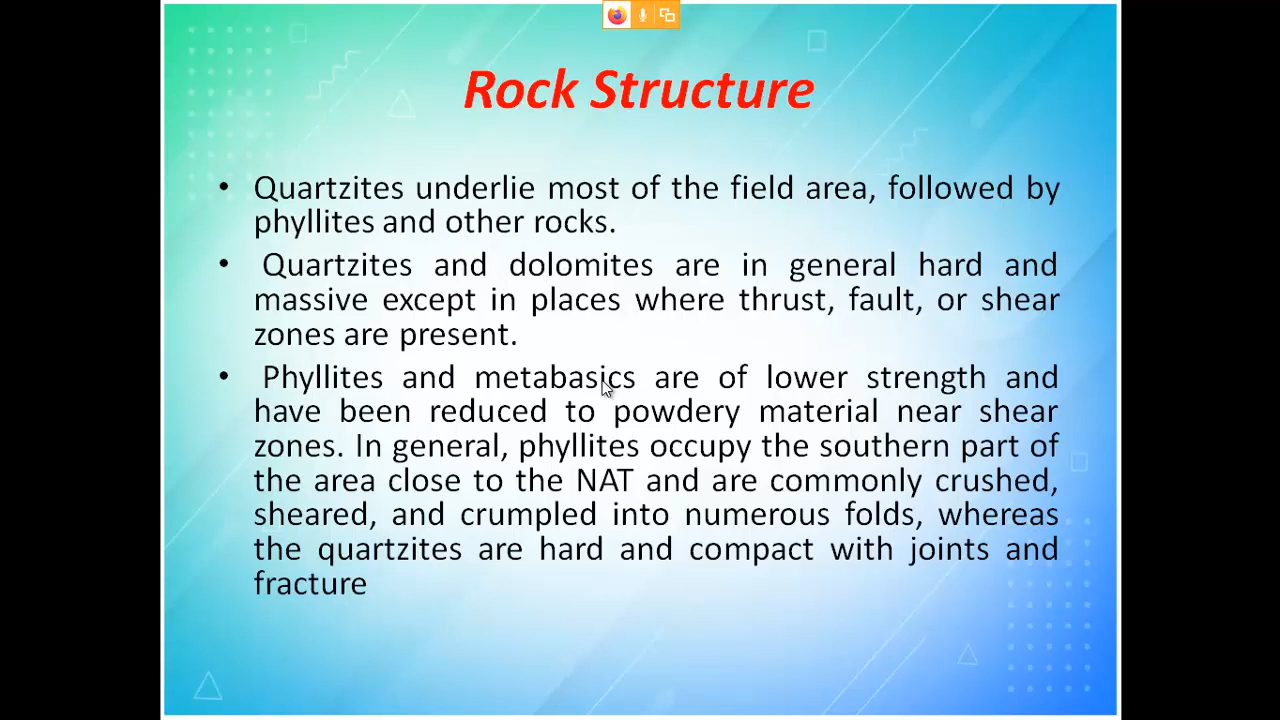 Rock Structure
• Quartzites underlie most of the field area, followed by
phyllites and other rocks.
• Quartzites and dolomites are in general hard and
massive except in places where thrust, fault, or shear
zones are present.
• Phyllites and metabasics are of lower strength and
have been reduced to powdery material near shear
zones. In general, phyllites occupy the southern part of
the area close to the NAT and are commonly crushed,
sheared, and crumpled into numerous folds, whereas
the quartzites are hard and compact with joints and
fracture